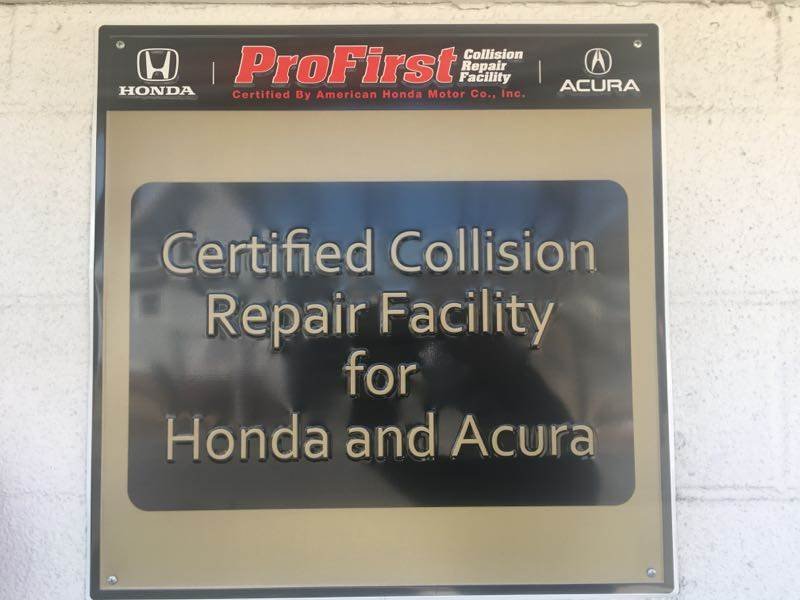 HONDA
ProFirst
Collision
Repair
Facility
Certified By American Honda Motor Co., Inc.
ACURA
Certified Collision
Repair Facility
for
Honda and Acura